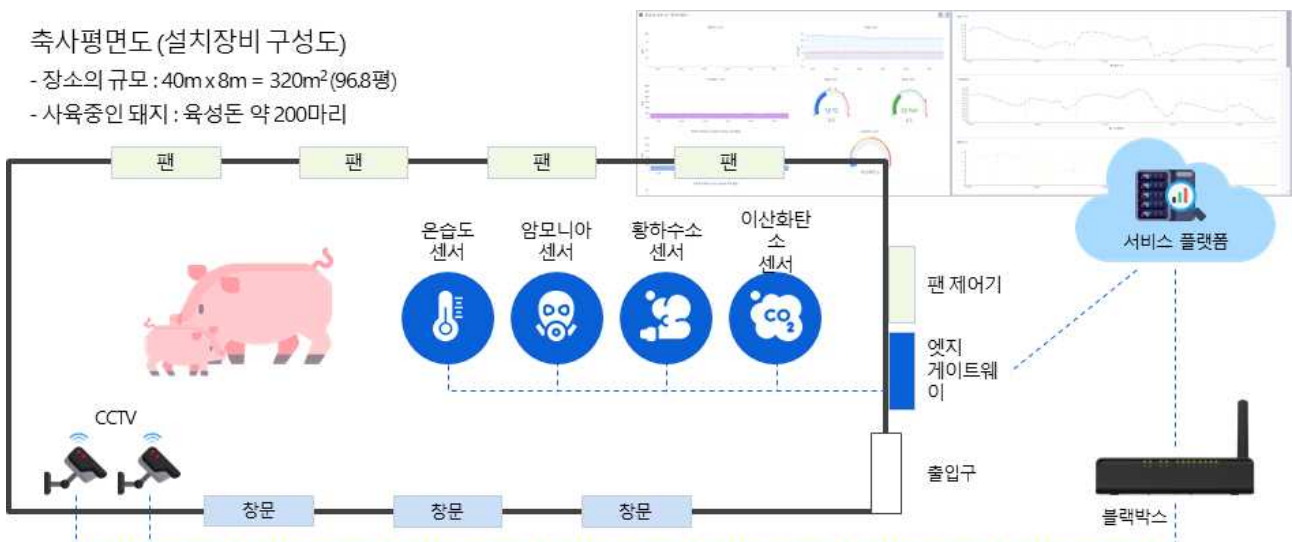 축사평면도 (설치장비 구성도)
- 장소의 규모 : 40m x 8m = 320m² (96.8평)
- 사육중인 돼지 : 육성돈 약 200마리
팬
팬
팬
팬
온습도
센서
암모니아
센서
황하수소
센서
이산화탄
소
센서
CO2
서비스 플랫폼
팬 제어기
엣지
게이트웨
이
CCTV
출입구
창문
창문
창문
블랙박스